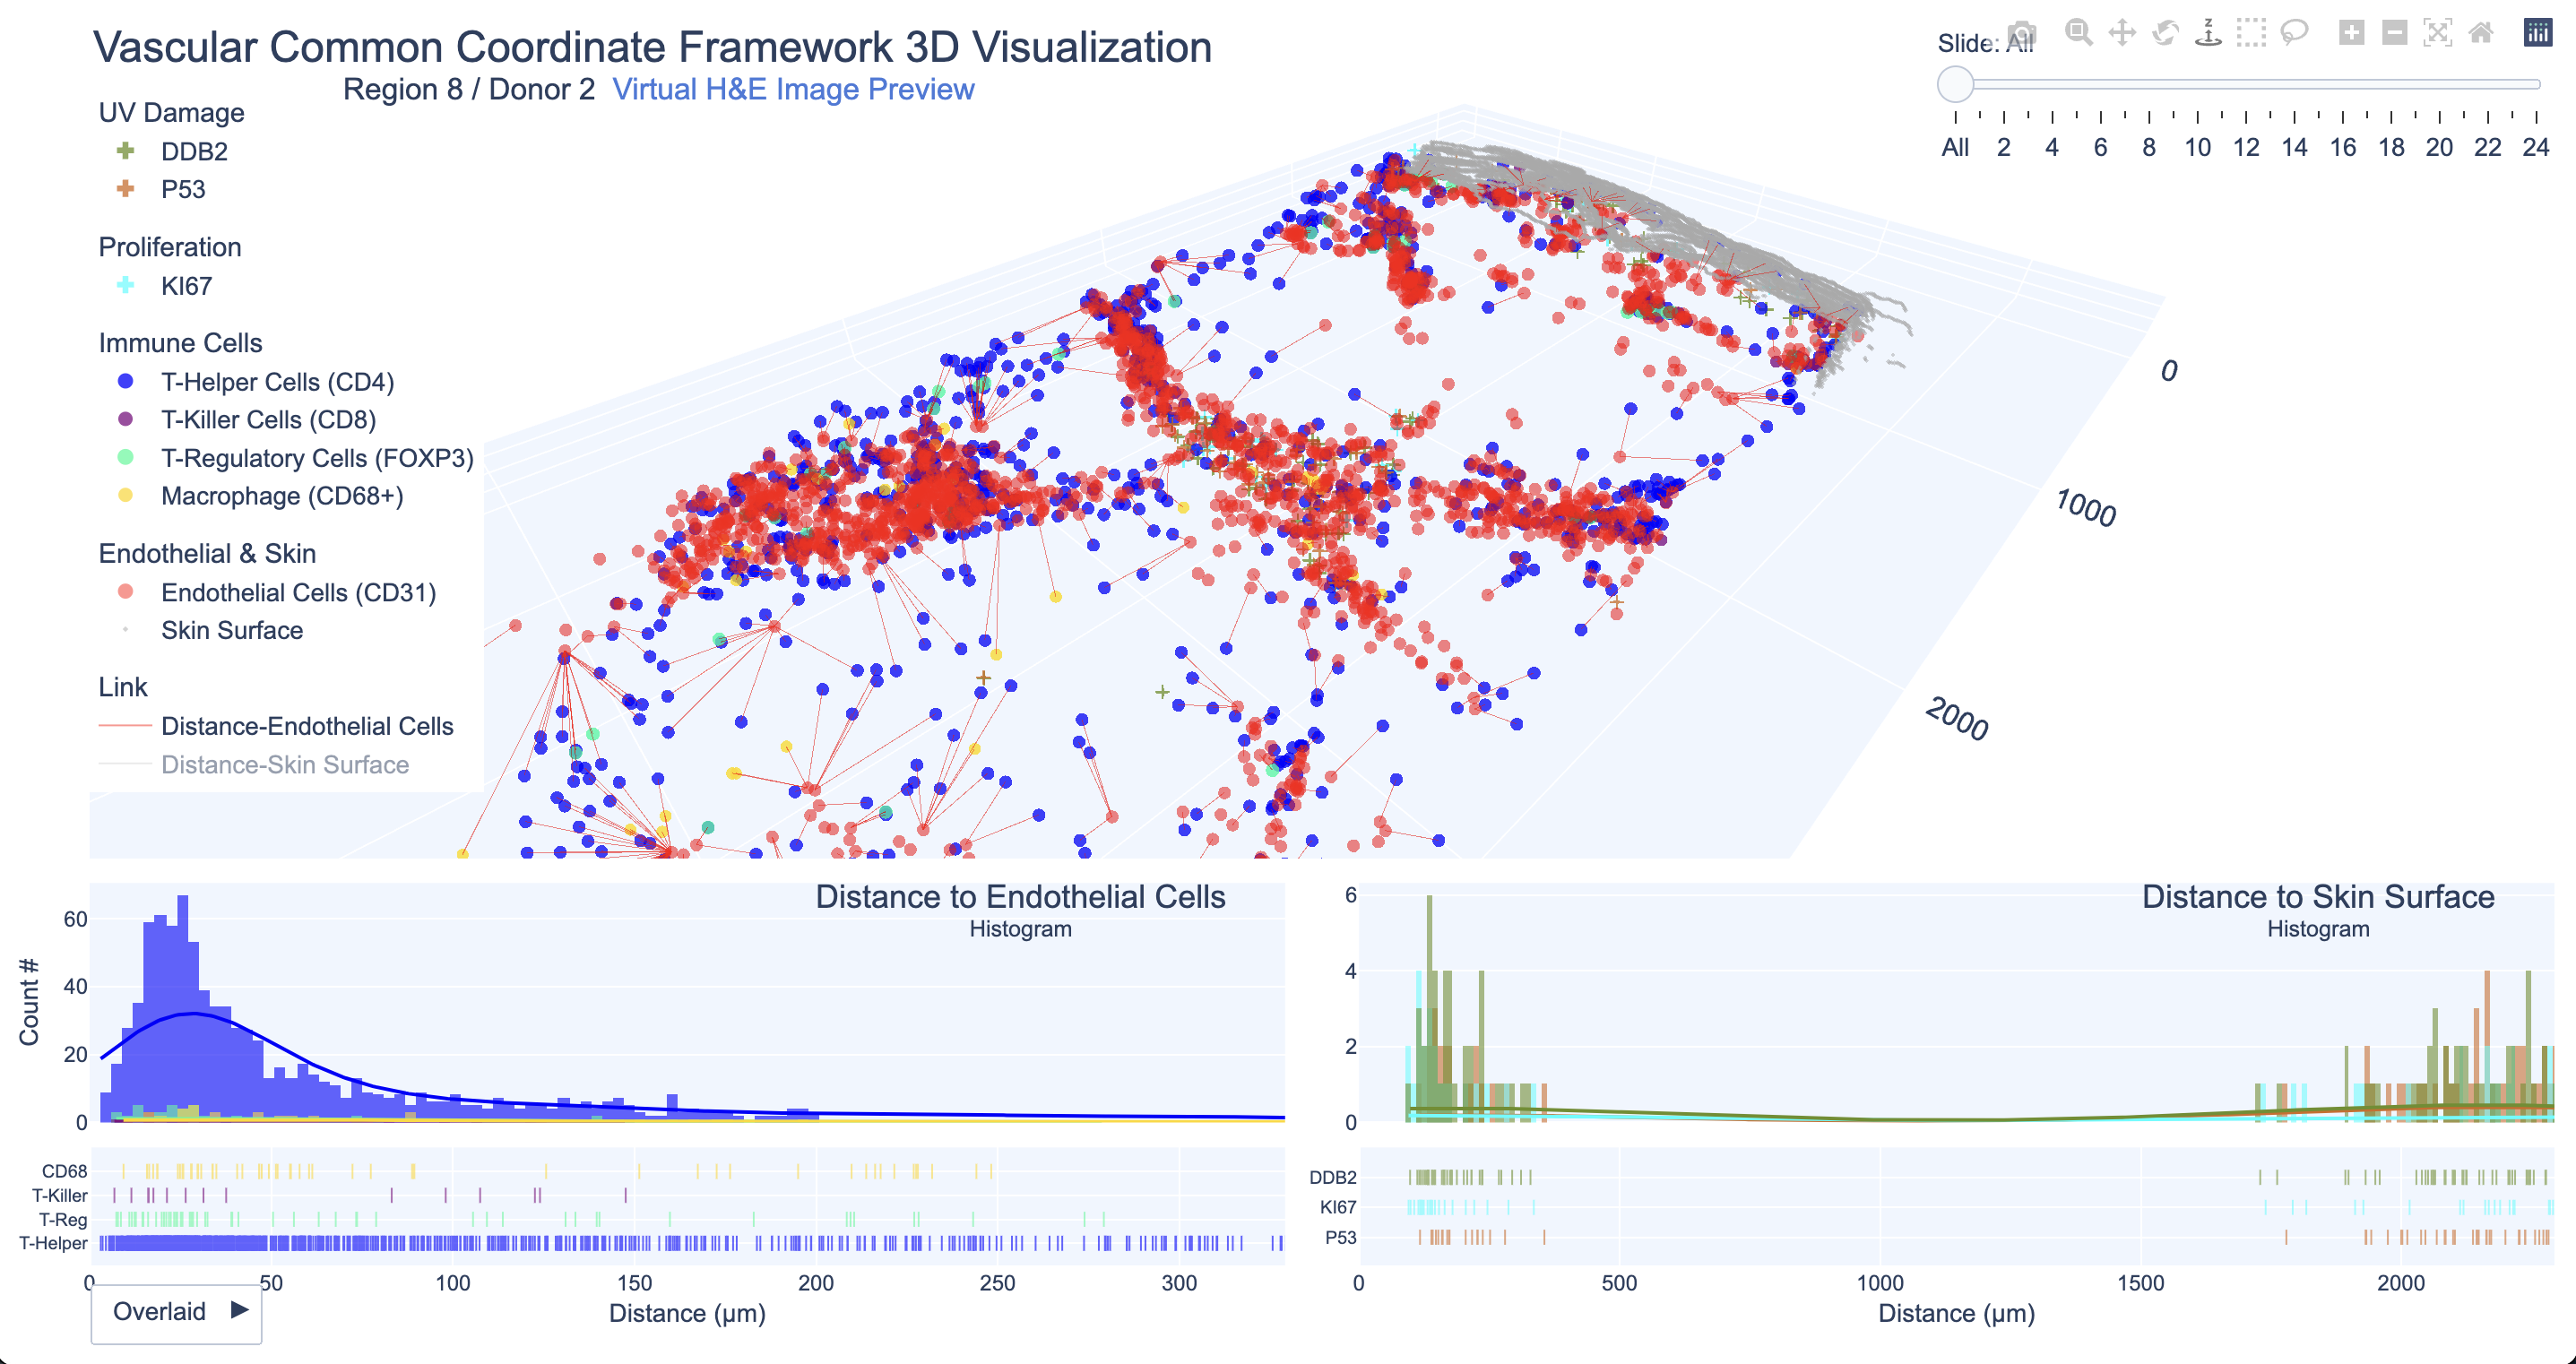 Vascular Common Coordinate Framework 3D Visualization
Region 8 / Donor 2 Virtual H&E Image Preview
Slide: All
All 2 4 6 8 10 12 14 16 18 20 22 24
UV Damage
DDB2
P53
Proliferation
KI67
Immune Cells
T-Helper Cells (CD4)
T-Killer Cells (CD8)
T-Regulatory Cells (FOXP3)
Macrophage (CD68+)
Endothelial & Skin
Endothelial Cells (CD31)
Skin Surface
Link
Distance-Endothelial Cells
Distance-Skin Surface
0
1000
2000
z
Distance to Endothelial Cells
Histogram
Count #
60
40
20
0
CD68
T-Killer
T-Reg
T-Helper
0 50 100 150 200 250 300
Distance (μm)
Overlaid
Distance to Skin Surface
Histogram
6
4
2
0
DDB2
KI67
P53
0 500 1000 1500 2000
Distance (μm)